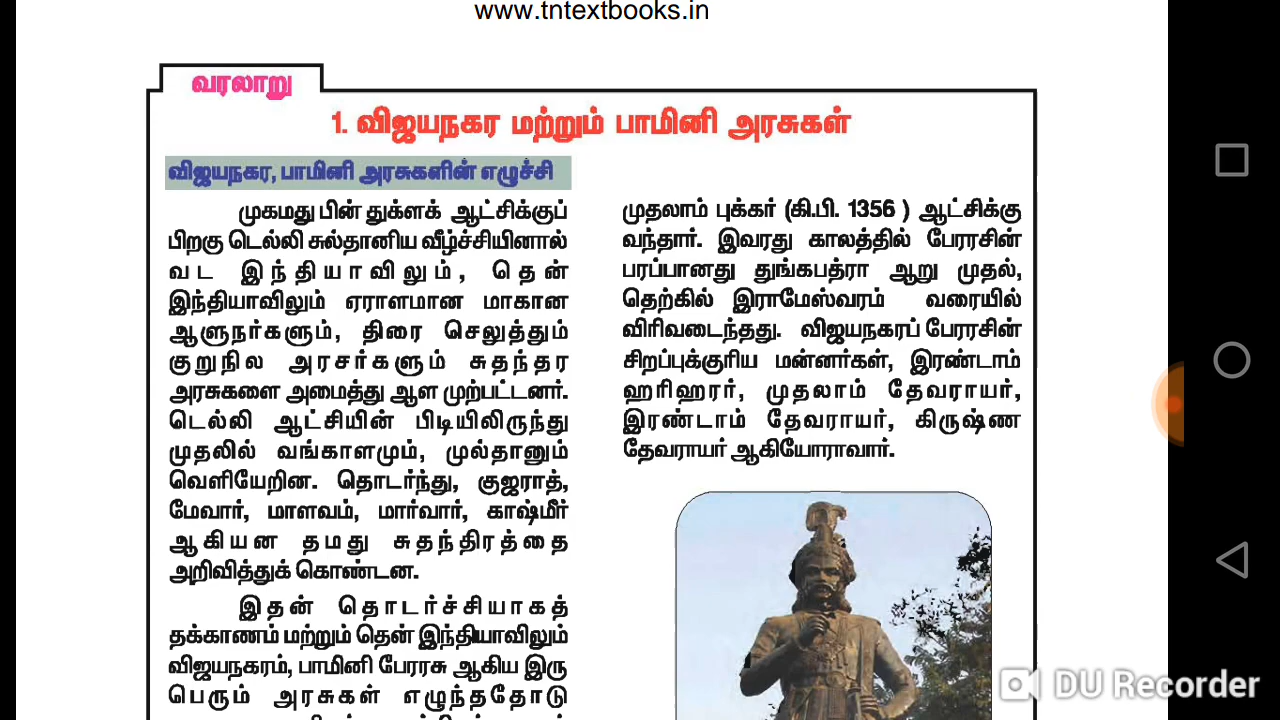 www.tntextbooks.in
வரலாறு
1. விஜயநகர மற்றும் பாமினி அரசுகள்
விஜயநகர, பாமினி அரசுகளின் எழுச்சி
முகமது பின் துக்ளக் ஆட்சிக்குப்
பிறகு டெல்லி சுல்தானிய வீழ்ச்சியினால்
வட இந்தியாவிலும், தென்
இந்தியாவிலும் ஏராளமான மாகான
ஆளுநர்களும், திரை செலுத்தும்
குறுநில அரசர்களும் சுதந்தர
அரசுகளை அமைத்து ஆள முற்பட்டனர்.
டெல்லி ஆட்சியின் பிடியிலிருந்து
முதலில் வங்காளமும், முல்தானும்
வெளியேறின. தொடர்ந்து, குஜராத்,
மேவார், மாளவம், மார்வார், காஷ்மீர்
ஆகியன தமது சுதந்திரத்தை
அறிவித்துக் கொண்டன.
இதன் தொடர்ச்சியாகத்
தக்காணம் மற்றும் தென் இந்தியாவிலும்
விஜயநகரம், பாமினி பேரரசு ஆகிய இரு
பெரும் அரசுகள் எழுந்ததோடு
முதலாம் புக்கர் (கி.பி. 1356 ) ஆட்சிக்கு
வந்தார். இவரது காலத்தில் பேரரசின்
பரப்பானது துங்கபத்ரா ஆறு முதல்,
தெற்கில் இராமேஸ்வரம் வரையில்
விரிவடைந்தது. விஜயநகரப் பேரரசின்
சிறப்புக்குரிய மன்னர்கள், இரண்டாம்
ஹரிஹரர், முதலாம் தேவராயர்,
இரண்டாம் தேவராயர், கிருஷ்ண
தேவராயர் ஆகியோராவார்.
DU Recorder